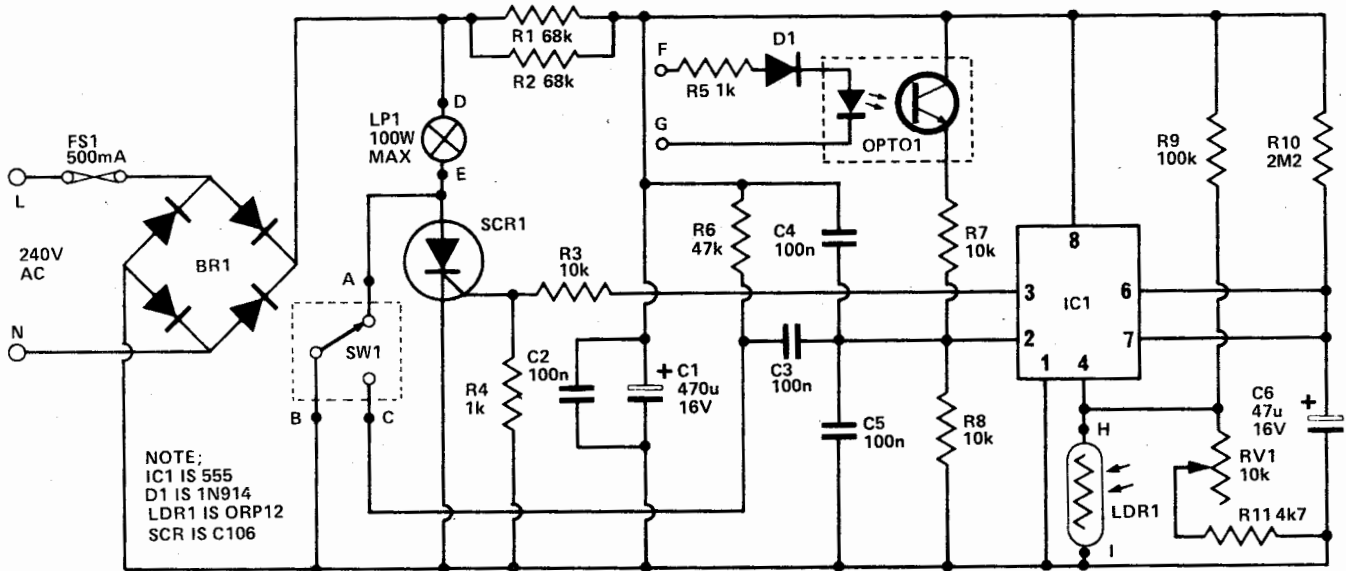 R1 68k
R2 68k
F
D1
R5 1k
G
OPTO1
D
LP1
100W
MAX
E
FS1
500mA
L
240V
AC
N
BR1
SCR1
A
SW1
B
C
R3
10k
R4
1k
C2
100n
+
C1
470u
16V
R6
47k
C4
100n
C3
100n
C5
100n
R7
10k
R8
10k
8
3
IC1
6
2
7
1
4
R9
100k
R10
2M2
H
LDR1
I
RV1
10k
R11 4k7
C6
47u
16V
+
NOTE;
IC1 IS 555
D1 IS 1N914
LDR1 IS ORP12
SCR IS C106